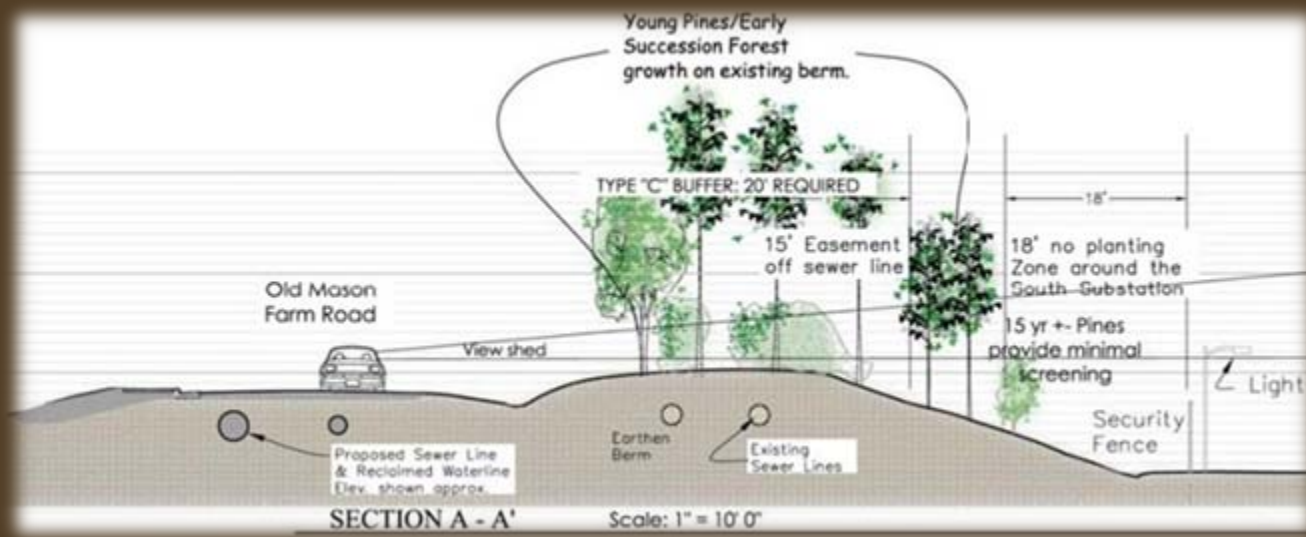 Young Pines/Early
Succession Forest
growth on existing berm.
TYPE "C" BUFFER: 20' REQUIRED
18"
15' Easement
off sewer line
18" no planting
Zone around the
South Substation
Old Mason
Farm Road
View shed
15 yr +- Pines
provide minimal
screening
Light
Security
Fence
Earthen
Berm
Existing
Sewer Lines
Proposed Sewer Line
& Reclaimed Waterline
Elev. shown approx.
SECTION A - A'
Scale: 1" = 10' 0"